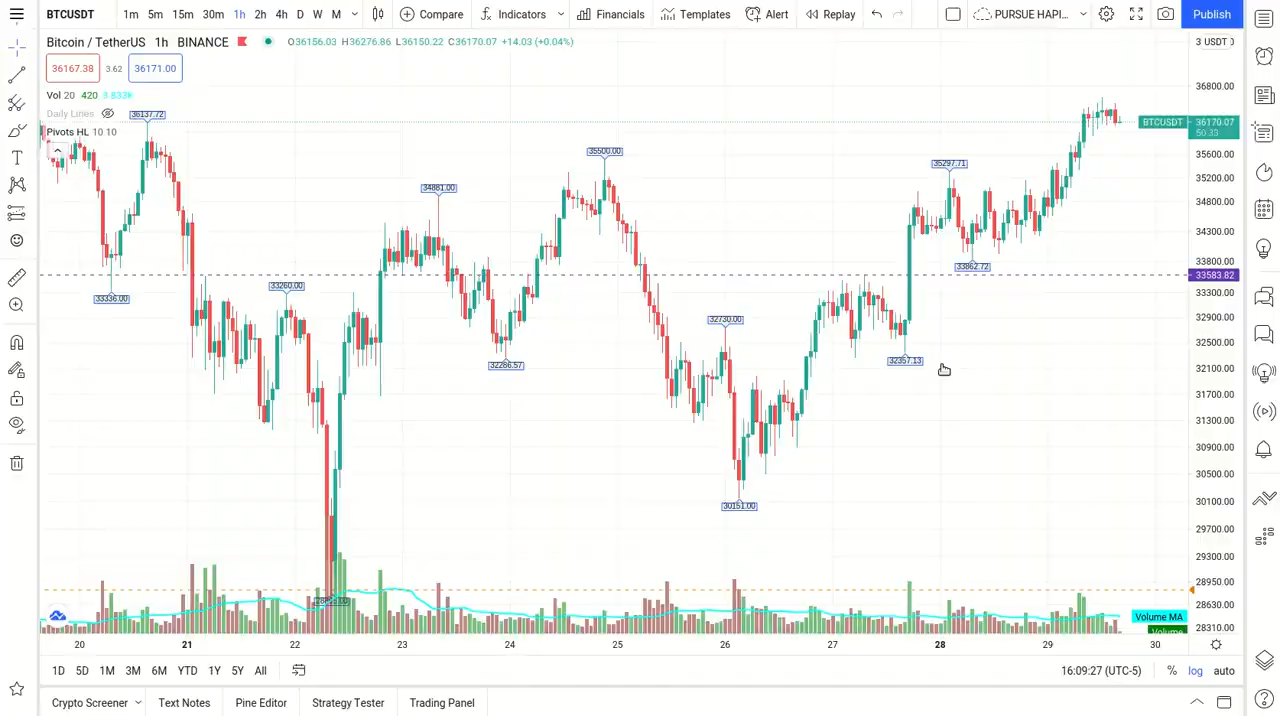 BTCUSDT 1m 5m 15m 30m 1h 2h 4h D W M Compare Indicators Financials Templates Alert Replay PURSUE HAPI... Publish
Bitcoin / TetherUS 1h BINANCE O36156.03 H36276.86 L36150.22 C36170.07 +14.03 (+0.04%)
3 USDT
36167.38 3.62 36171.00
Vol 20 420 3.833K
Daily Lines
Pivots HL 10 10
36137.72
33336.00
33260.00
34881.00
32286.57
35500.00
32730.00
30151.00
32357.13
35297.71
33862.72
36800.00
BTCUSDT 36170.07
50:33
35600.00
35200.00
34800.00
34300.00
33800.00
33583.82
33300.00
32900.00
32500.00
32100.00
31700.00
31300.00
30900.00
30500.00
30100.00
29700.00
29300.00
28950.00
28630.00
28310.00
Volume MA
Volume
20 21 22 23 24 25 26 27 28 29 30
1D 5D 1M 3M 6M YTD 1Y 5Y All 16:09:27 (UTC-5) % log auto
Crypto Screener Text Notes Pine Editor Strategy Tester Trading Panel